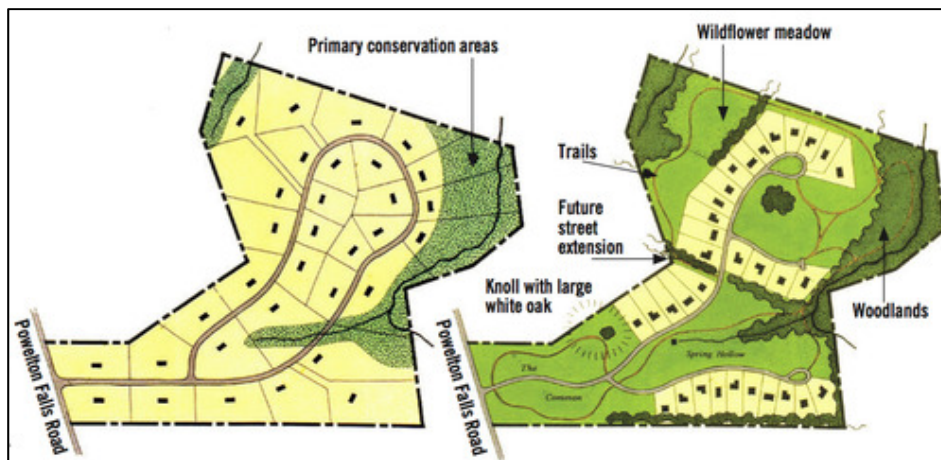 Primary conservation areas
Powelton Falls Road
Wildflower meadow
Trails
Future
street
extension
Knoll with large
white oak
Woodlands
The
Common
Spring Hollow
Powelton Falls Road